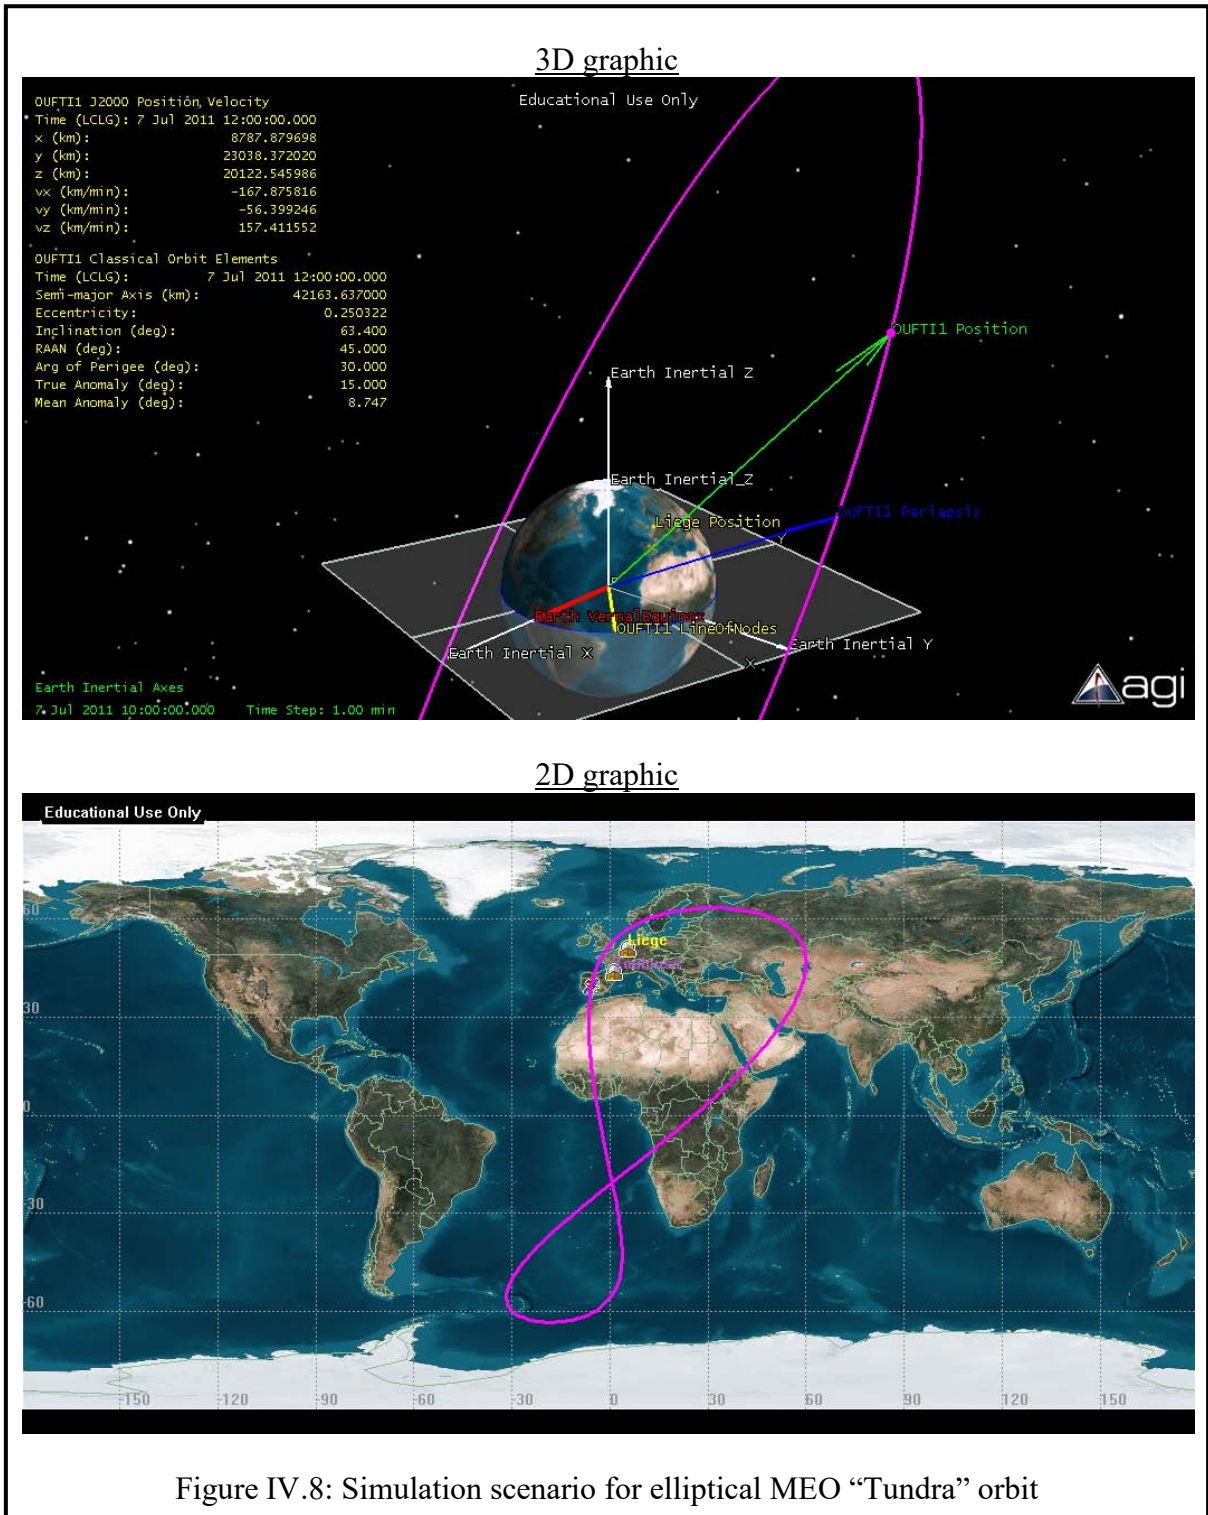 3D graphic
OUFTI1 J2000 Position, Velocity
Time (LCLG): 7 Jul 2011 12:00:00.000
x (km): 8787.879698
y (km): 23038.372020
z (km): 20122.545986
vx (km/min): -167.875816
vy (km/min): -56.399246
vz (km/min): 157.411552
OUFTI1 Classical Orbit Elements
Time (LCLG): 7 Jul 2011 12:00:00.000
Semi-major Axis (km): 42163.637000
Eccentricity: 0.250322
Inclination (deg): 63.400
RAAN (deg): 45.000
Arg of Perigee (deg): 30.000
True Anomaly (deg): 15.000
Mean Anomaly (deg): 8.747
Educational Use Only
OUFTI1 Position
Earth Inertial Z
Earth Inertial_Z
OUFTI1 Periapsis
Liege Position
Y
Earth VernalEquinox
OUFTI1 LineOfNodes
Earth Inertial Y
Earth Inertial X
X
Earth Inertial Axes
7 Jul 2011 10:00:00.000 Time Step: 1.00 min
agi
2D graphic
Educational Use Only
60
Liege
30
0
-30
-60
-150 -120 -90 -60 -30 0 30 60 90 120 150
Figure IV.8: Simulation scenario for elliptical MEO “Tundra” orbit